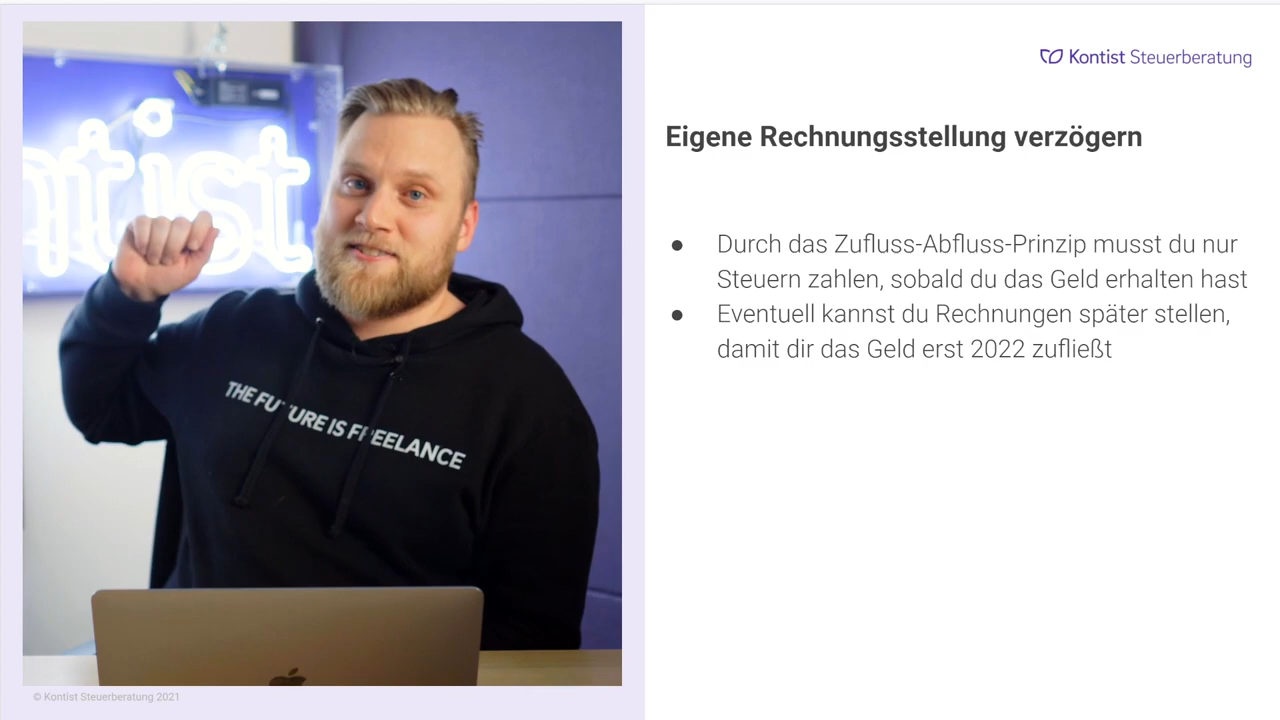 ntist
THE FUTURE IS FREELANCE
© Kontist Steuerberatung 2021
Kontist Steuerberatung
Eigene Rechnungsstellung verzögern
● Durch das Zufluss-Abfluss-Prinzip musst du nur
Steuern zahlen, sobald du das Geld erhalten hast
● Eventuell kannst du Rechnungen später stellen,
damit dir das Geld erst 2022 zufließt